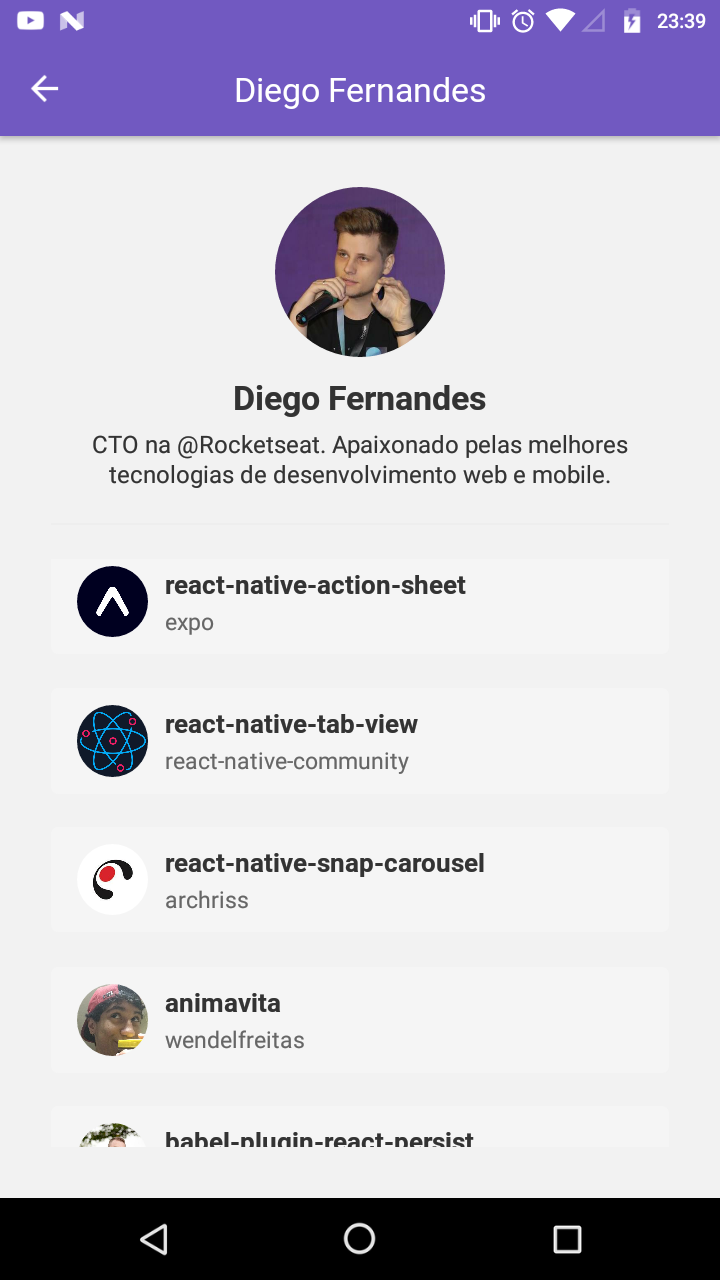 23:39
Diego Fernandes
Diego Fernandes
CTO na @Rocketseat. Apaixonado pelas melhores
tecnologias de desenvolvimento web e mobile.
react-native-action-sheet
expo
react-native-tab-view
react-native-community
react-native-snap-carousel
archriss
animavita
wendelfreitas
babel-plugin-react-persist